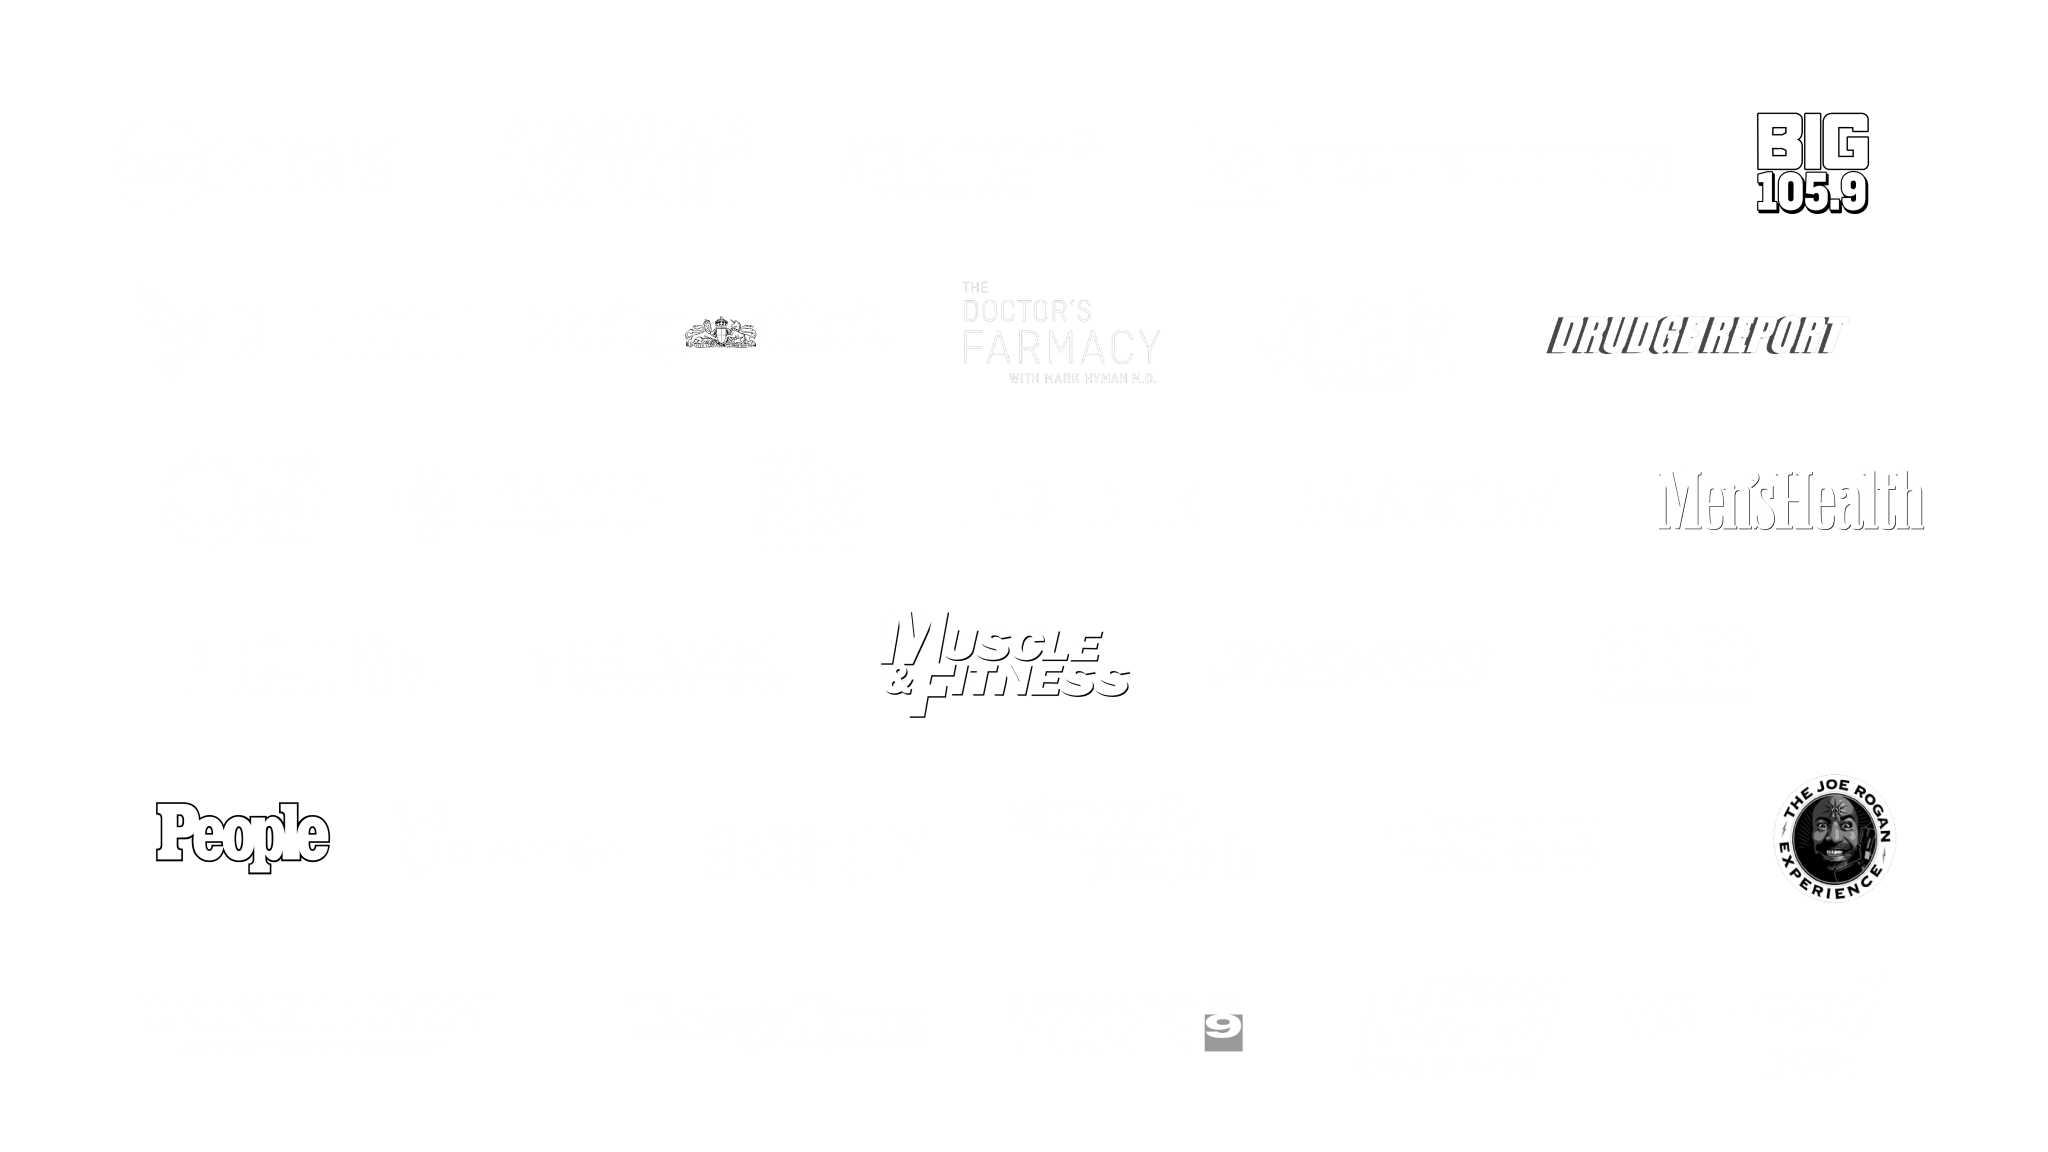 BIG
105.9
THE
DOCTOR'S
FARMACY
WITH MARK HYMAN M.D.
DRUDGE REPORT
Men'sHealth
MUSCLE
&FITNESS
People
THE JOE ROGAN
EXPERIENCE
9